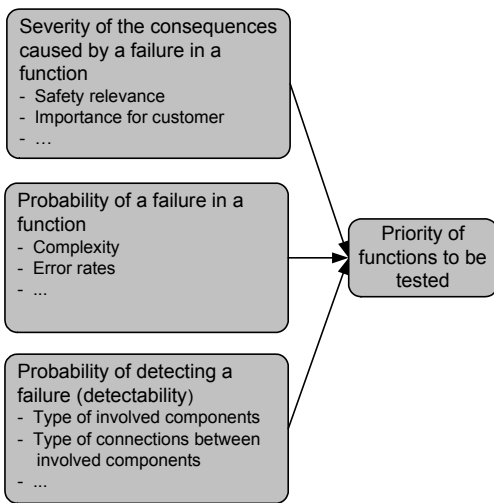 Severity of the consequences
caused by a failure in a
function
- Safety relevance
- Importance for customer
- …
Probability of a failure in a
function
- Complexity
- Error rates
- ...
Probability of detecting a
failure (detectability)
- Type of involved components
- Type of connections between
involved components
- ...
Priority of
functions to be
tested